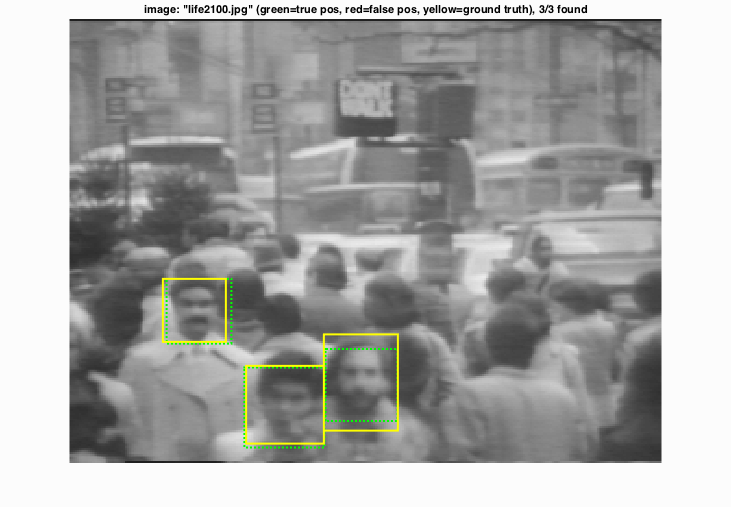 image: "life2100.jpg" (green=true pos, red=false pos, yellow=ground truth), 3/3 found
DONT
WALK